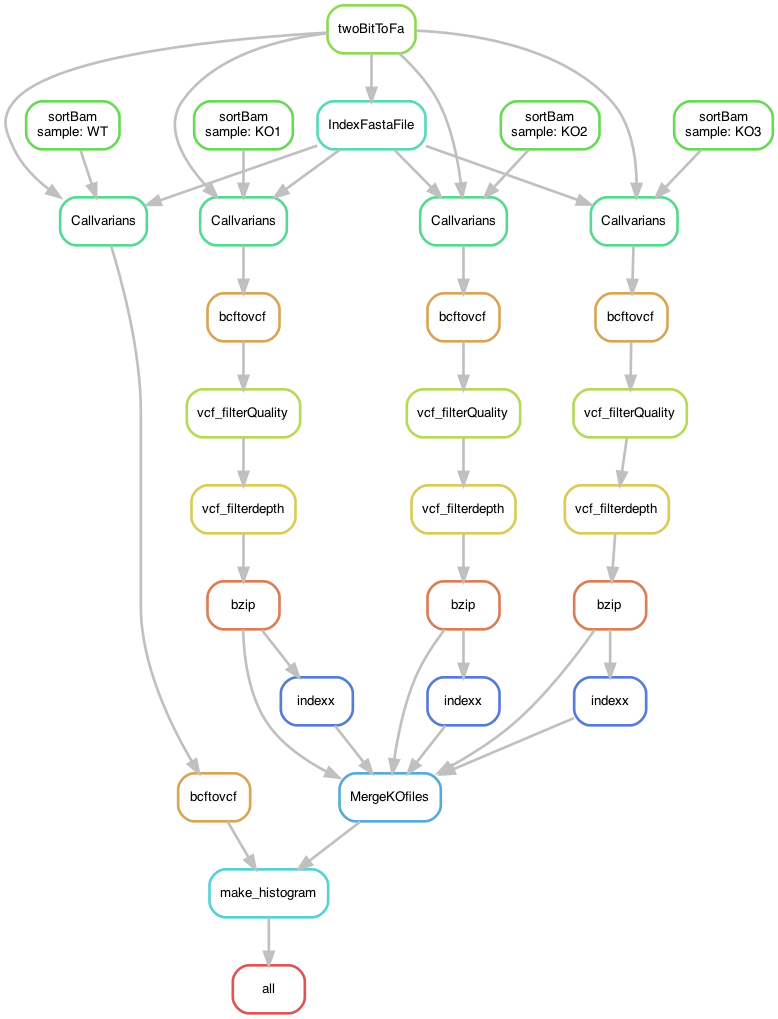 twoBitToFa
sortBam
sample: WT
sortBam
sample: KO1
IndexFastaFile
sortBam
sample: KO2
sortBam
sample: KO3
Callvarians
Callvarians
Callvarians
Callvarians
bcftovcf
bcftovcf
bcftovcf
vcf_filterQuality
vcf_filterQuality
vcf_filterQuality
vcf_filterdepth
vcf_filterdepth
vcf_filterdepth
bzip
bzip
bzip
indexx
indexx
indexx
bcftovcf
MergeKOfiles
make_histogram
all